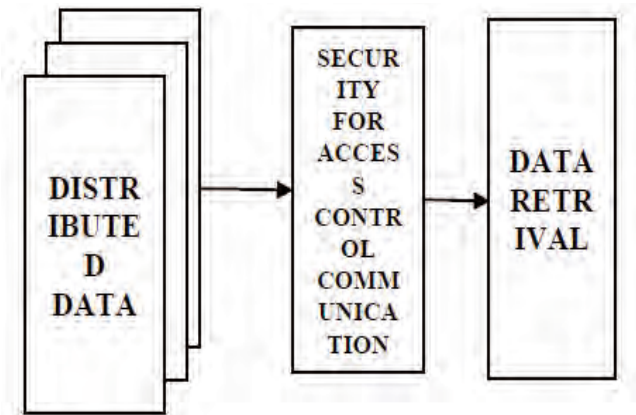 DISTR
IBUTE
D
DATA
SECUR
ITY
FOR
ACCES
S
CONTR
OL
COMM
UNICA
TION
DATA
RETR
IVAL